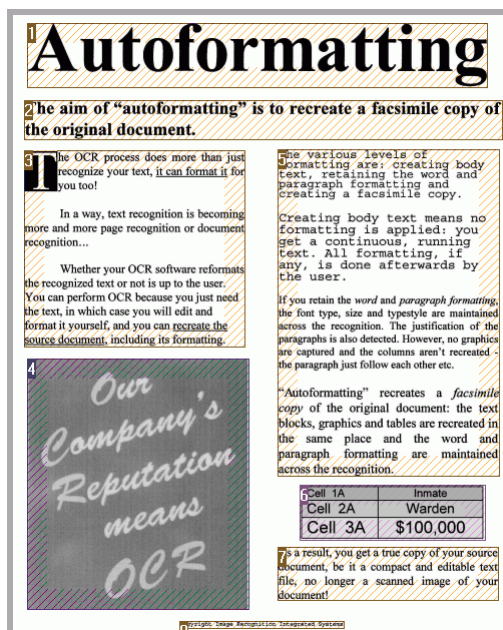 1
Autoformatting
2
The aim of “autoformatting” is to recreate a facsimile copy of
the original document.
3
The OCR process does more than just
recognize your text, it can format it for
you too!
In a way, text recognition is becoming
more and more page recognition or document
recognition...
Whether your OCR software reformats
the recognized text or not is up to the user.
You can perform OCR because you just need
the text, in which case you will edit and
format it yourself, and you can recreate the
source document, including its formatting.
4
Our
Company's
Reputation
means
OCR
5
The various levels of
formatting are: creating body
text, retaining the word and
paragraph formatting and
creating a facsimile copy.
Creating body text means no
formatting is applied: you
get a continuous, running
text. All formatting, if
any, is done afterwards by
the user.
If you retain the word and paragraph formatting,
the font type, size and typestyle are maintained
across the recognition. The justification of the
paragraphs is also detected. However, no graphics
are captured and the columns aren't recreated -
the paragraph just follow each other etc.
“Autoformatting” recreates a facsimile
copy of the original document: the text
blocks, graphics and tables are recreated in
the same place and the word and
paragraph formatting are maintained
across the recognition.
6
Cell 1A Inmate
Cell 2A Warden
Cell 3A $100,000
7
As a result, you get a true copy of your source
document, be it a compact and editable text
file, no longer a scanned image of your
document!
Image Recognition Integrated Systems